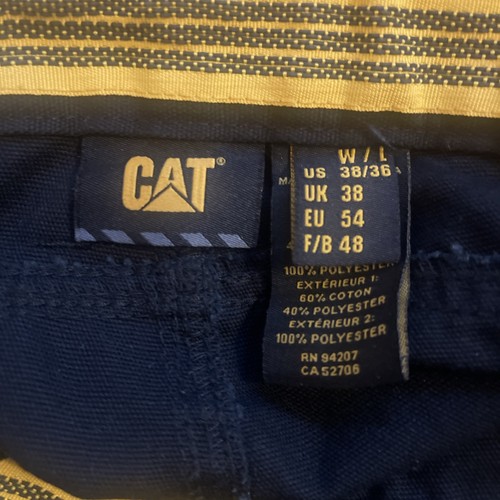 CAT®
W / L
US 38/36
UK 38
EU 54
F/B 48
100% POLYESTER
EXTÉRIEUR 1:
60% COTON
40% POLYESTER
EXTÉRIEUR 2:
100% POLYESTER
RN 94207
CA 52706